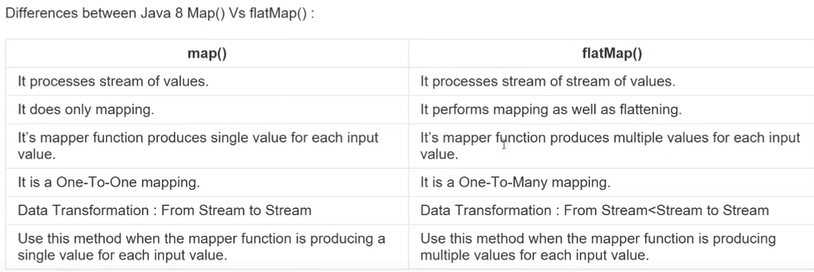 Differences between Java 8 Map() Vs flatMap() :
map()
flatMap()
It processes stream of values.
It processes stream of stream of values.
It does only mapping.
It performs mapping as well as flattening.
It's mapper function produces single value for each input
value.
It's mapper function produces multiple values for each input
value.
It is a One-To-One mapping.
It is a One-To-Many mapping.
Data Transformation : From Stream to Stream
Data Transformation : From Stream<Stream to Stream
Use this method when the mapper function is producing a
single value for each input value.
Use this method when the mapper function is producing
multiple values for each input value.